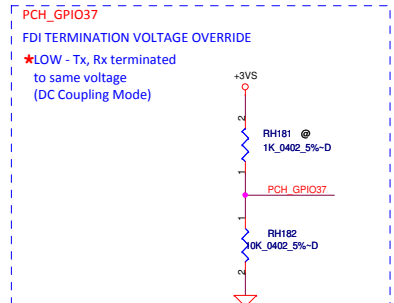 PCH_GPIO37
FDI TERMINATION VOLTAGE OVERRIDE
*LOW - Tx, Rx terminated
to same voltage
(DC Coupling Mode)
+3VS
2
RH181 @
1K_0402_5%~D
1
PCH_GPIO37
1
RH182
10K_0402_5%~D
2